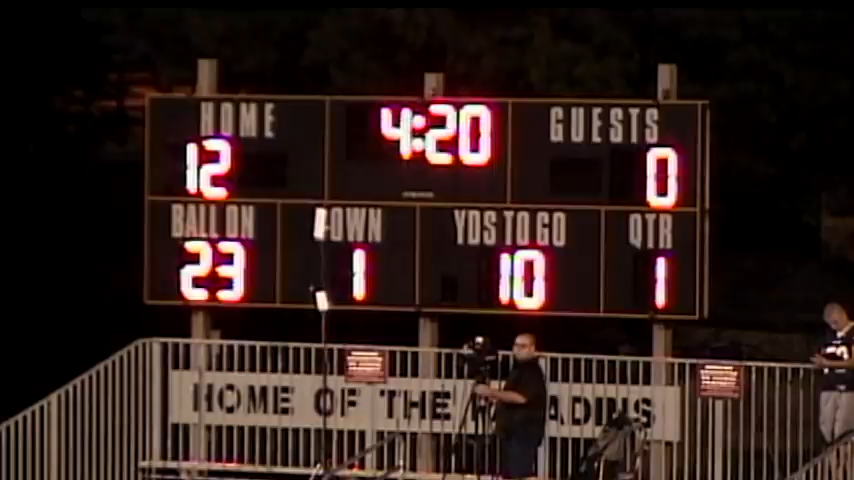 HOME 4:20 GUESTS
12 0
BALL ON DOWN YDS TO GO QTR
23 1 10 1
HOME OF THE